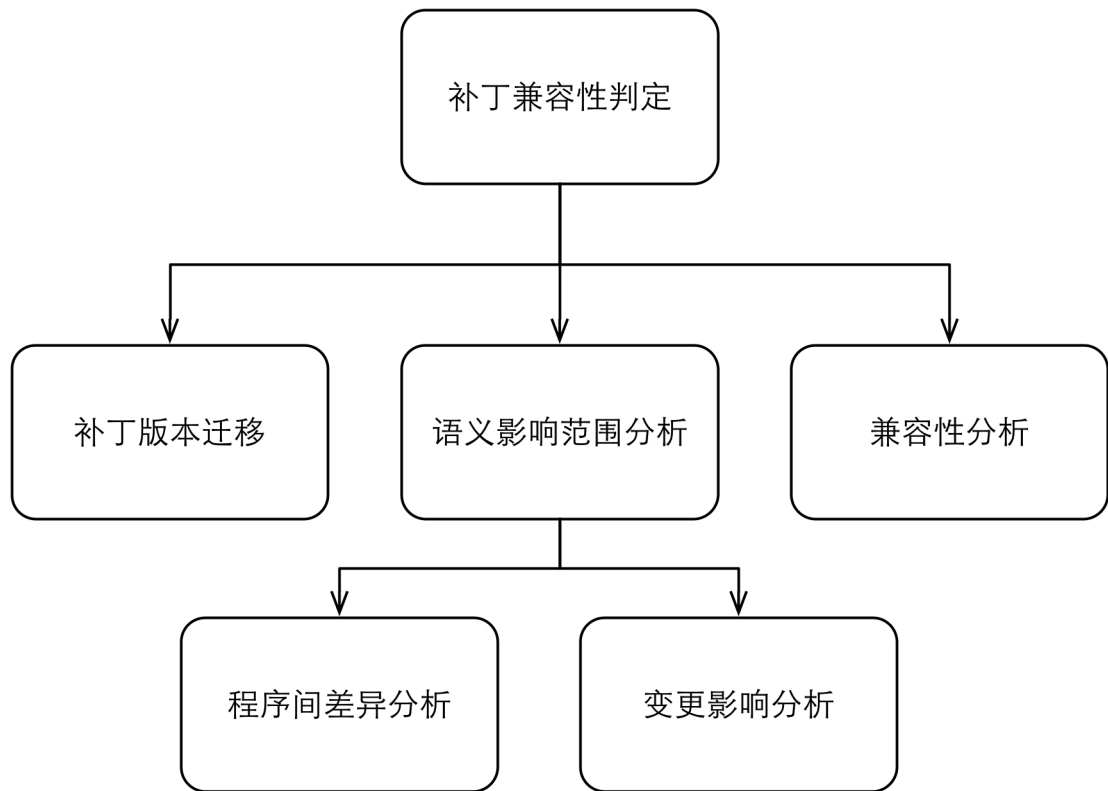 补丁兼容性判定
补丁版本迁移
语义影响范围分析
兼容性分析
程序间差异分析
变更影响分析